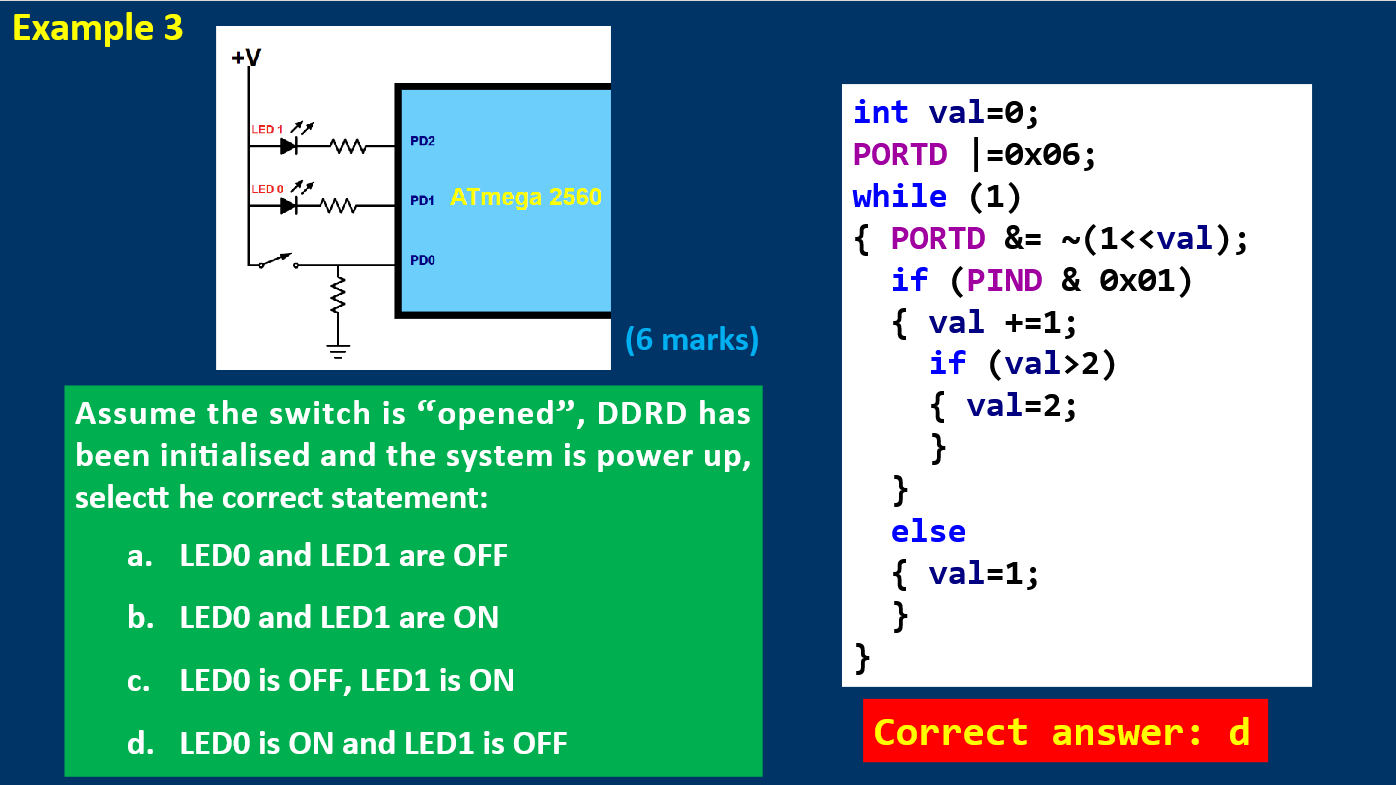 Example 3
+V
LED 1
PD2
LED 0
PD1
ATmega 2560
PD0
(6 marks)
Assume the switch is “opened”, DDRD has
been initialised and the system is power up,
selectt he correct statement:
a. LED0 and LED1 are OFF
b. LED0 and LED1 are ON
c. LED0 is OFF, LED1 is ON
d. LED0 is ON and LED1 is OFF
int val=0;
PORTD |=0x06;
while (1)
{ PORTD &= ~(1<<val);
if (PIND & 0x01)
{ val +=1;
if (val>2)
{ val=2;
}
}
else
{ val=1;
}
}
Correct answer: d